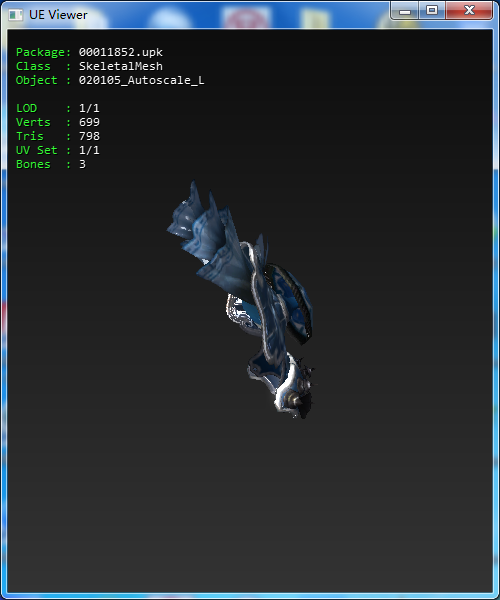 UE Viewer
Package: 00011852.upk
Class : SkeletalMesh
Object : 020105_Autoscale_L
LOD : 1/1
Verts : 699
Tris : 798
UV Set : 1/1
Bones : 3